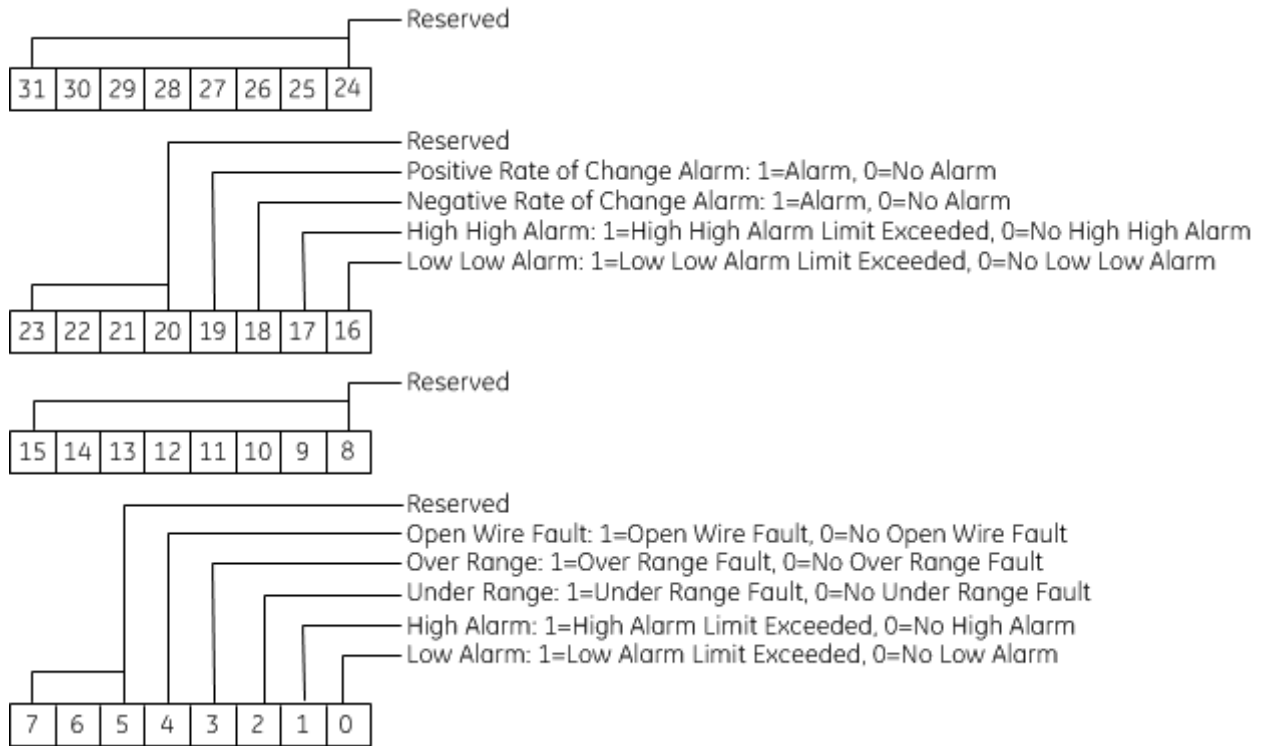 Reserved
31 30 29 28 27 26 25 24
Reserved
Positive Rate of Change Alarm: 1=Alarm, 0=No Alarm
Negative Rate of Change Alarm: 1=Alarm, 0=No Alarm
High High Alarm: 1=High High Alarm Limit Exceeded, 0=No High High Alarm
Low Low Alarm: 1=Low Low Alarm Limit Exceeded, 0=No Low Low Alarm
23 22 21 20 19 18 17 16
Reserved
15 14 13 12 11 10 9 8
Reserved
Open Wire Fault: 1=Open Wire Fault, 0=No Open Wire Fault
Over Range: 1=Over Range Fault, 0=No Over Range Fault
Under Range: 1=Under Range Fault, 0=No Under Range Fault
High Alarm: 1=High Alarm Limit Exceeded, 0=No High Alarm
Low Alarm: 1=Low Alarm Limit Exceeded, 0=No Low Alarm
7 6 5 4 3 2 1 0